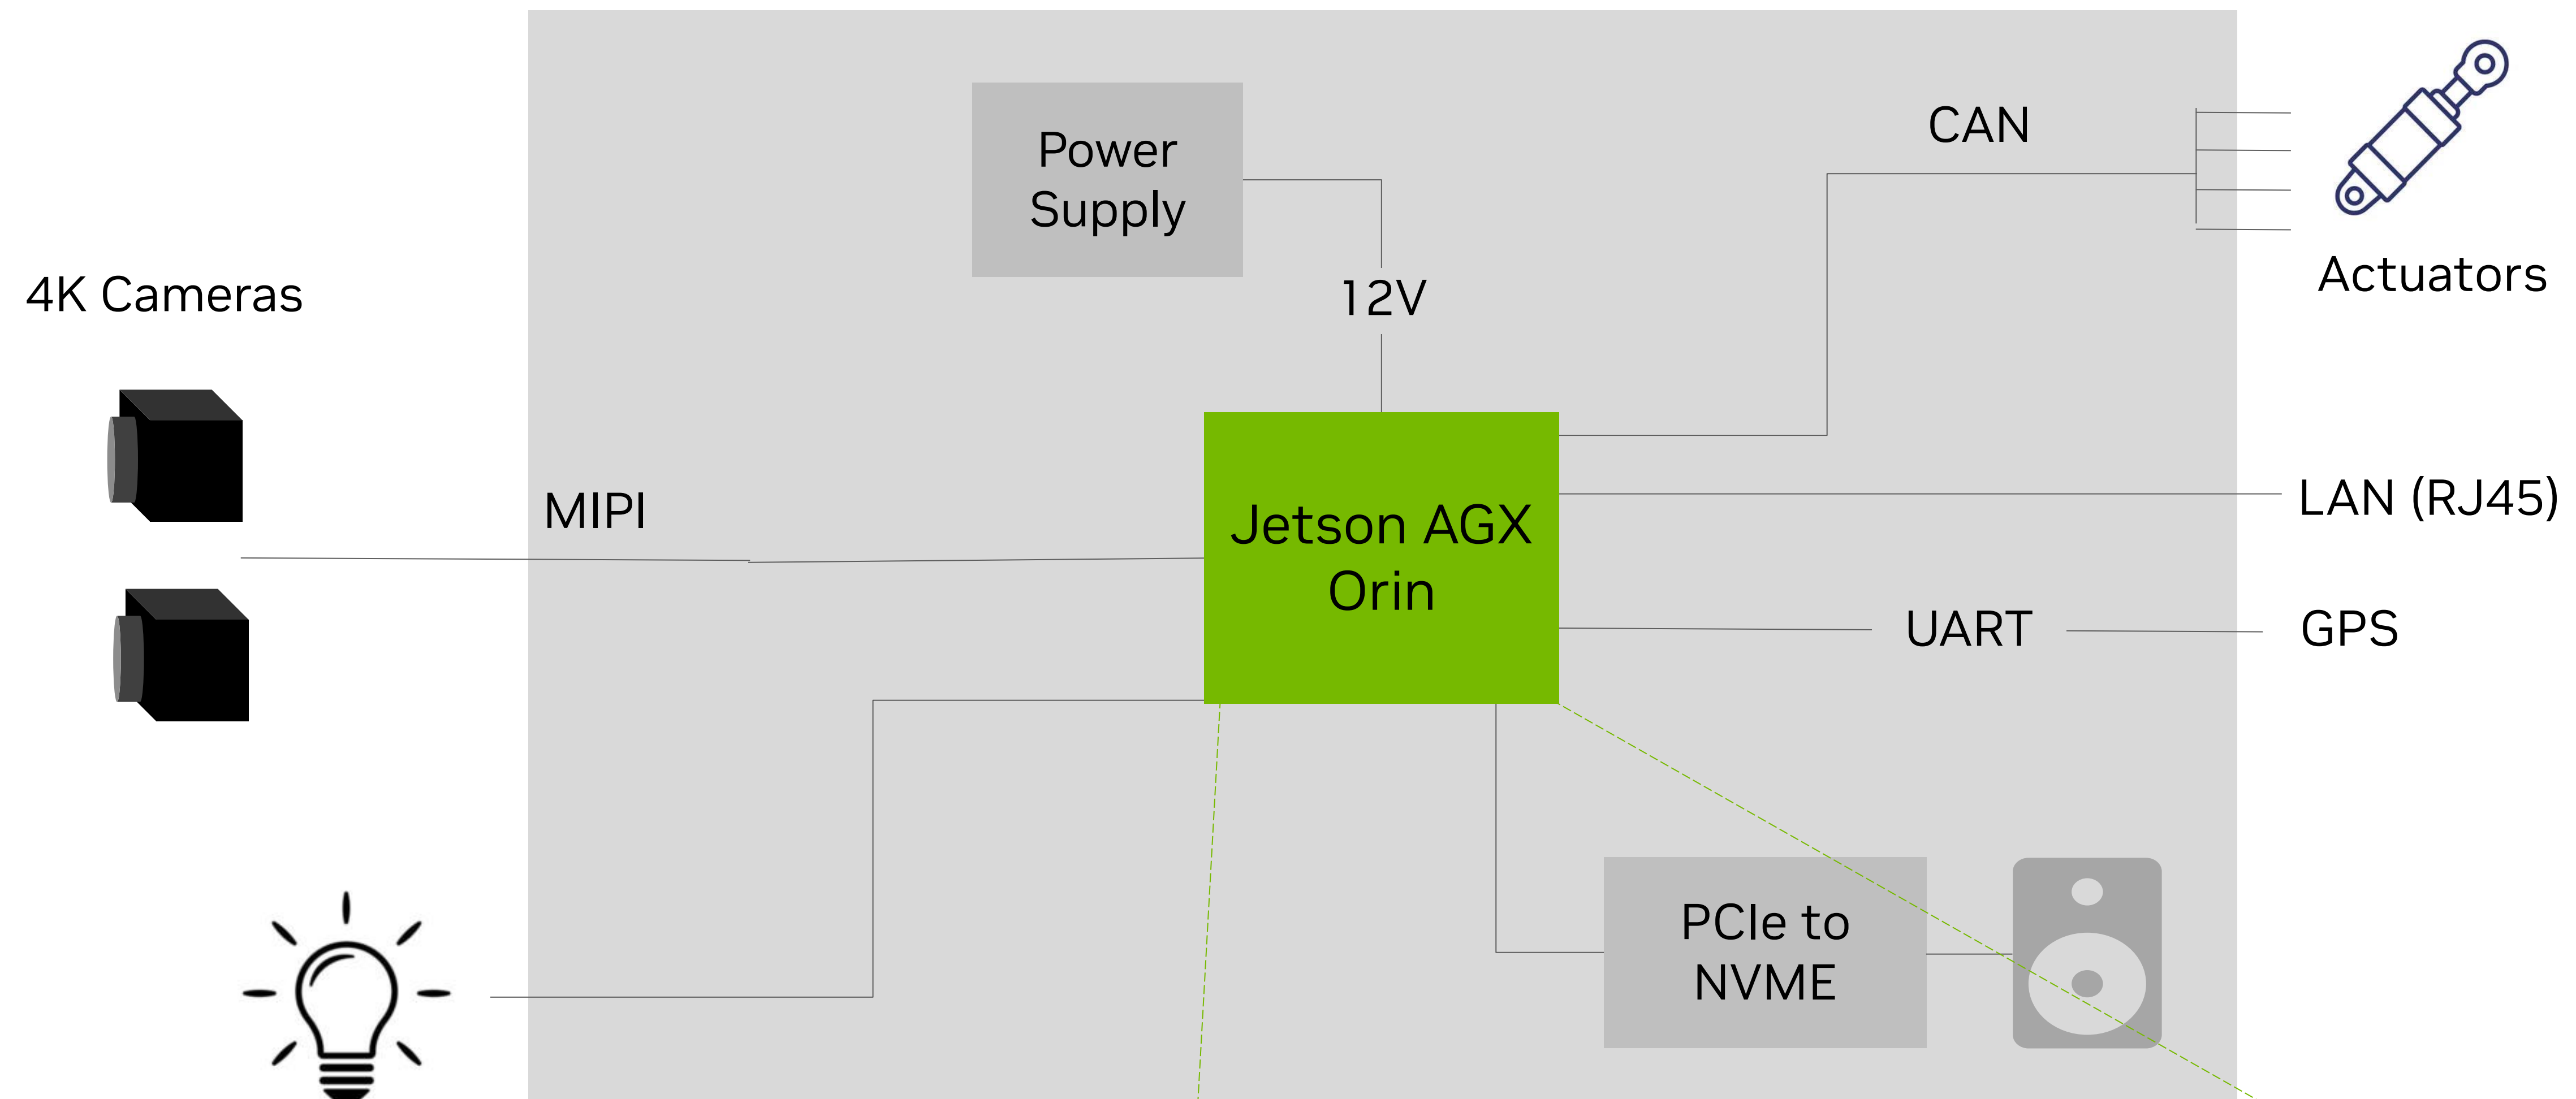 Power
Supply
CAN
4K Cameras
12V
Actuators
MIPI
Jetson AGX
Orin
LAN (RJ45)
UART
GPS
PCIe to
NVME